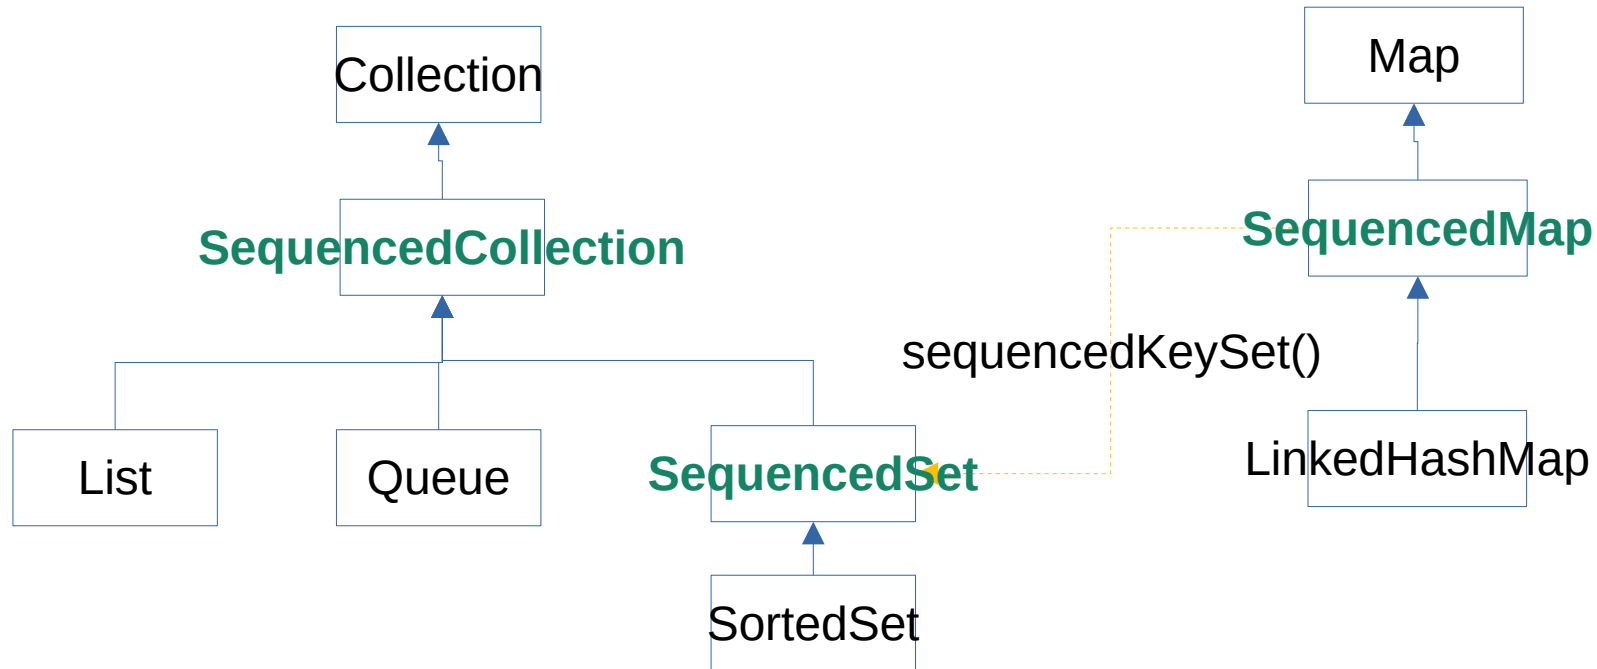 Collection
Map
SequencedCollection
SequencedMap
sequencedKeySet()
List
Queue
SequencedSet
LinkedHashMap
SortedSet